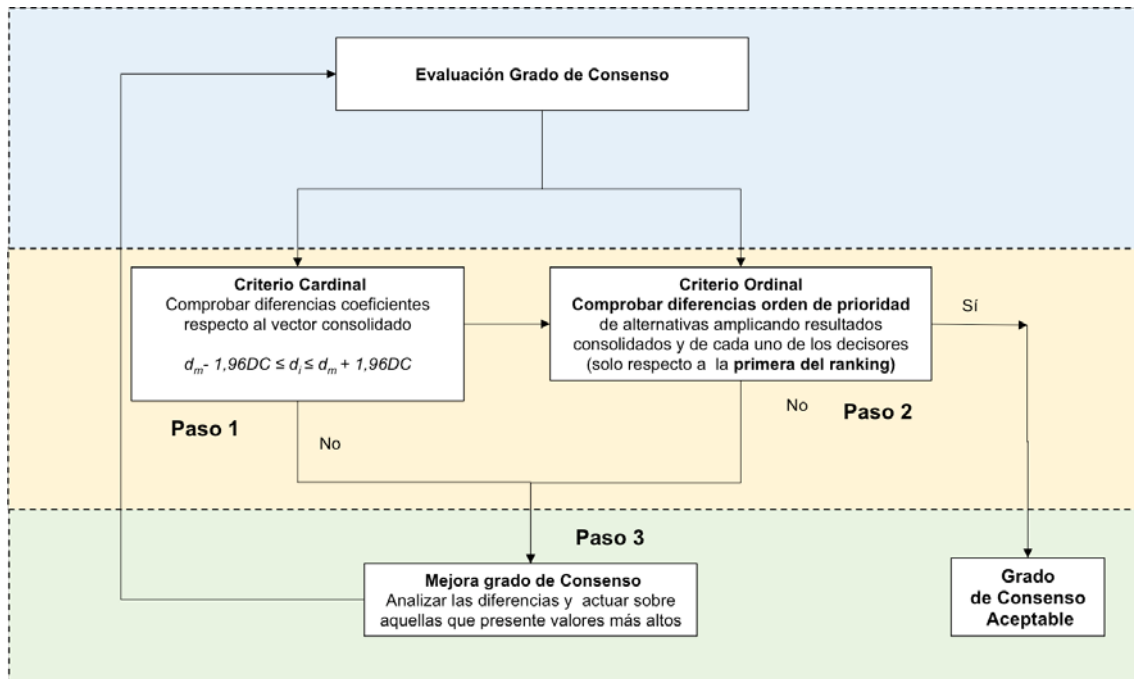 Evaluación Grado de Consenso
Criterio Cardinal
Comprobar diferencias coeficientes
respecto al vector consolidado
dm- 1,96DC ≤ di ≤ dm + 1,96DC
Paso 1
No
Criterio Ordinal
Comprobar diferencias orden de prioridad
de alternativas amplicando resultados
consolidados y de cada uno de los decisores
(solo respecto a la primera del ranking)
Sí
No
Paso 2
Paso 3
Mejora grado de Consenso
Analizar las diferencias y actuar sobre
aquellas que presente valores más altos
Grado
de Consenso
Aceptable